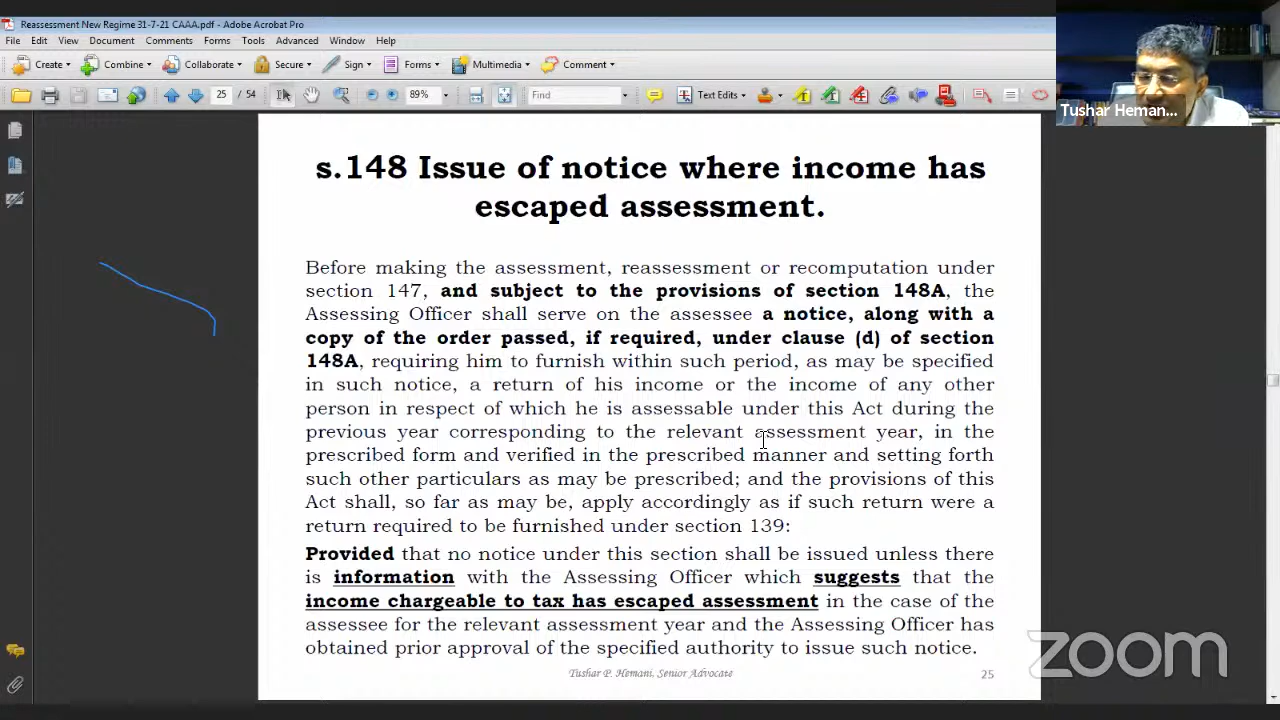 Reassessment New Regime 31-7-21 CAAA.pdf - Adobe Acrobat Pro
File Edit View Document Comments Forms Tools Advanced Window Help
Create Combine Collaborate Secure Sign Forms Multimedia Comment
25 / 54 89% Find Text Edits
Tushar Heman...
s.148 Issue of notice where income has
escaped assessment.
Before making the assessment, reassessment or recomputation under
section 147, and subject to the provisions of section 148A, the
Assessing Officer shall serve on the assessee a notice, along with a
copy of the order passed, if required, under clause (d) of section
148A, requiring him to furnish within such period, as may be specified
in such notice, a return of his income or the income of any other
person in respect of which he is assessable under this Act during the
previous year corresponding to the relevant assessment year, in the
prescribed form and verified in the prescribed manner and setting forth
such other particulars as may be prescribed; and the provisions of this
Act shall, so far as may be, apply accordingly as if such return were a
return required to be furnished under section 139:
Provided that no notice under this section shall be issued unless there
is information with the Assessing Officer which suggests that the
income chargeable to tax has escaped assessment in the case of the
assessee for the relevant assessment year and the Assessing Officer has
obtained prior approval of the specified authority to issue such notice.
Tushar P. Hemani, Senior Advocate 25
zoom